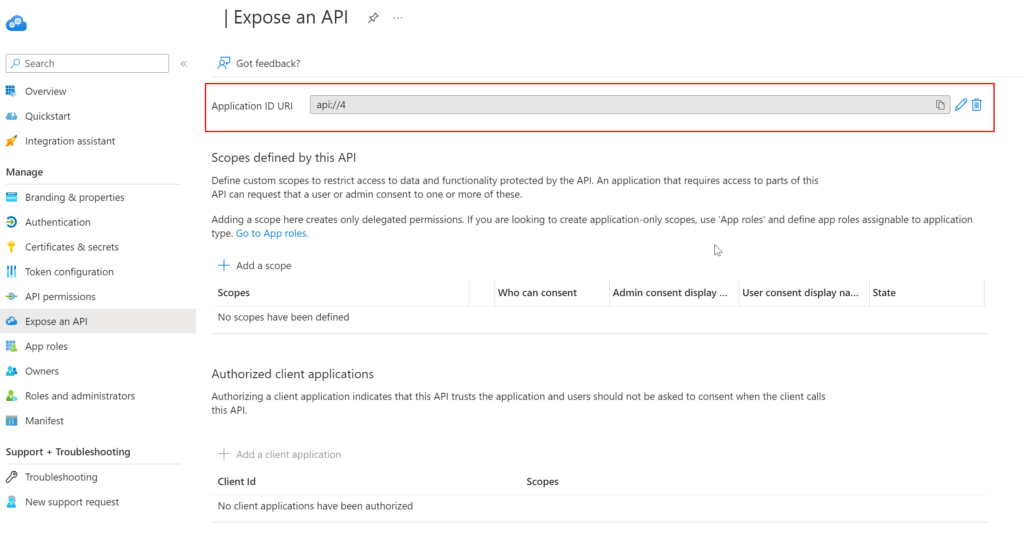 | Expose an API
Search
Got feedback?
Overview
Quickstart
Integration assistant
Manage
Branding & properties
Authentication
Certificates & secrets
Token configuration
API permissions
Expose an API
App roles
Owners
Roles and administrators
Manifest
Support + Troubleshooting
Troubleshooting
New support request
Application ID URI
api://4
Scopes defined by this API
Define custom scopes to restrict access to data and functionality protected by the API. An application that requires access to parts of this
API can request that a user or admin consent to one or more of these.
Adding a scope here creates only delegated permissions. If you are looking to create application-only scopes, use 'App roles' and define app roles assignable to application
type. Go to App roles.
Add a scope
Scopes Who can consent Admin consent display ... User consent display na... State
No scopes have been defined
Authorized client applications
Authorizing a client application indicates that this API trusts the application and users should not be asked to consent when the client calls
this API.
Add a client application
Client Id Scopes
No client applications have been authorized